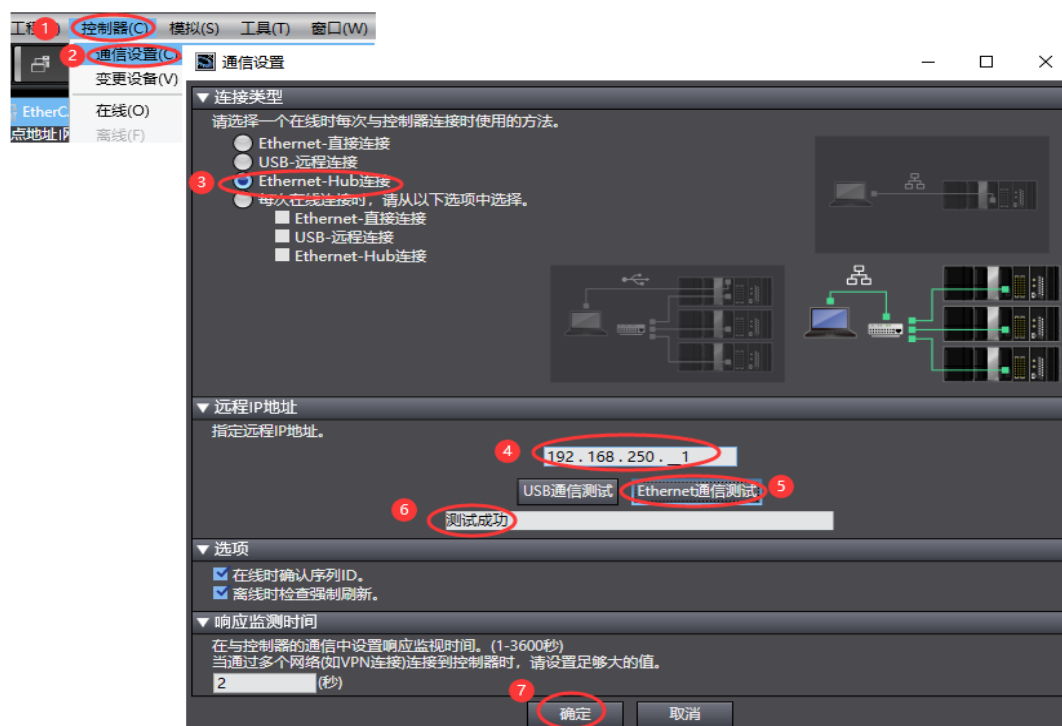 工程 1 控制器(C) 模拟(S) 工具(T) 窗口(W)
2 通信设置(C)
变更设备(V)
在线(O)
离线(F)
EtherC
点地址|网
通信设置
▼ 连接类型
请选择一个在线时每次与控制器连接时使用的方法。
Ethernet-直接连接
USB-远程连接
3 Ethernet-Hub连接
每次在线连接时，请从以下选项中选择。
Ethernet-直接连接
USB-远程连接
Ethernet-Hub连接
▼ 远程IP地址
指定远程IP地址。
4 192 . 168 . 250 . _1
USB通信测试 Ethernet通信测试 5
6 测试成功
▼ 选项
在线时确认序列ID。
离线时检查强制刷新。
▼ 响应监测时间
在与控制器的通信中设置响应监视时间。(1-3600秒)
当通过多个网络(如VPN连接)连接到控制器时，请设置足够大的值。
2 (秒)
7 确定 取消